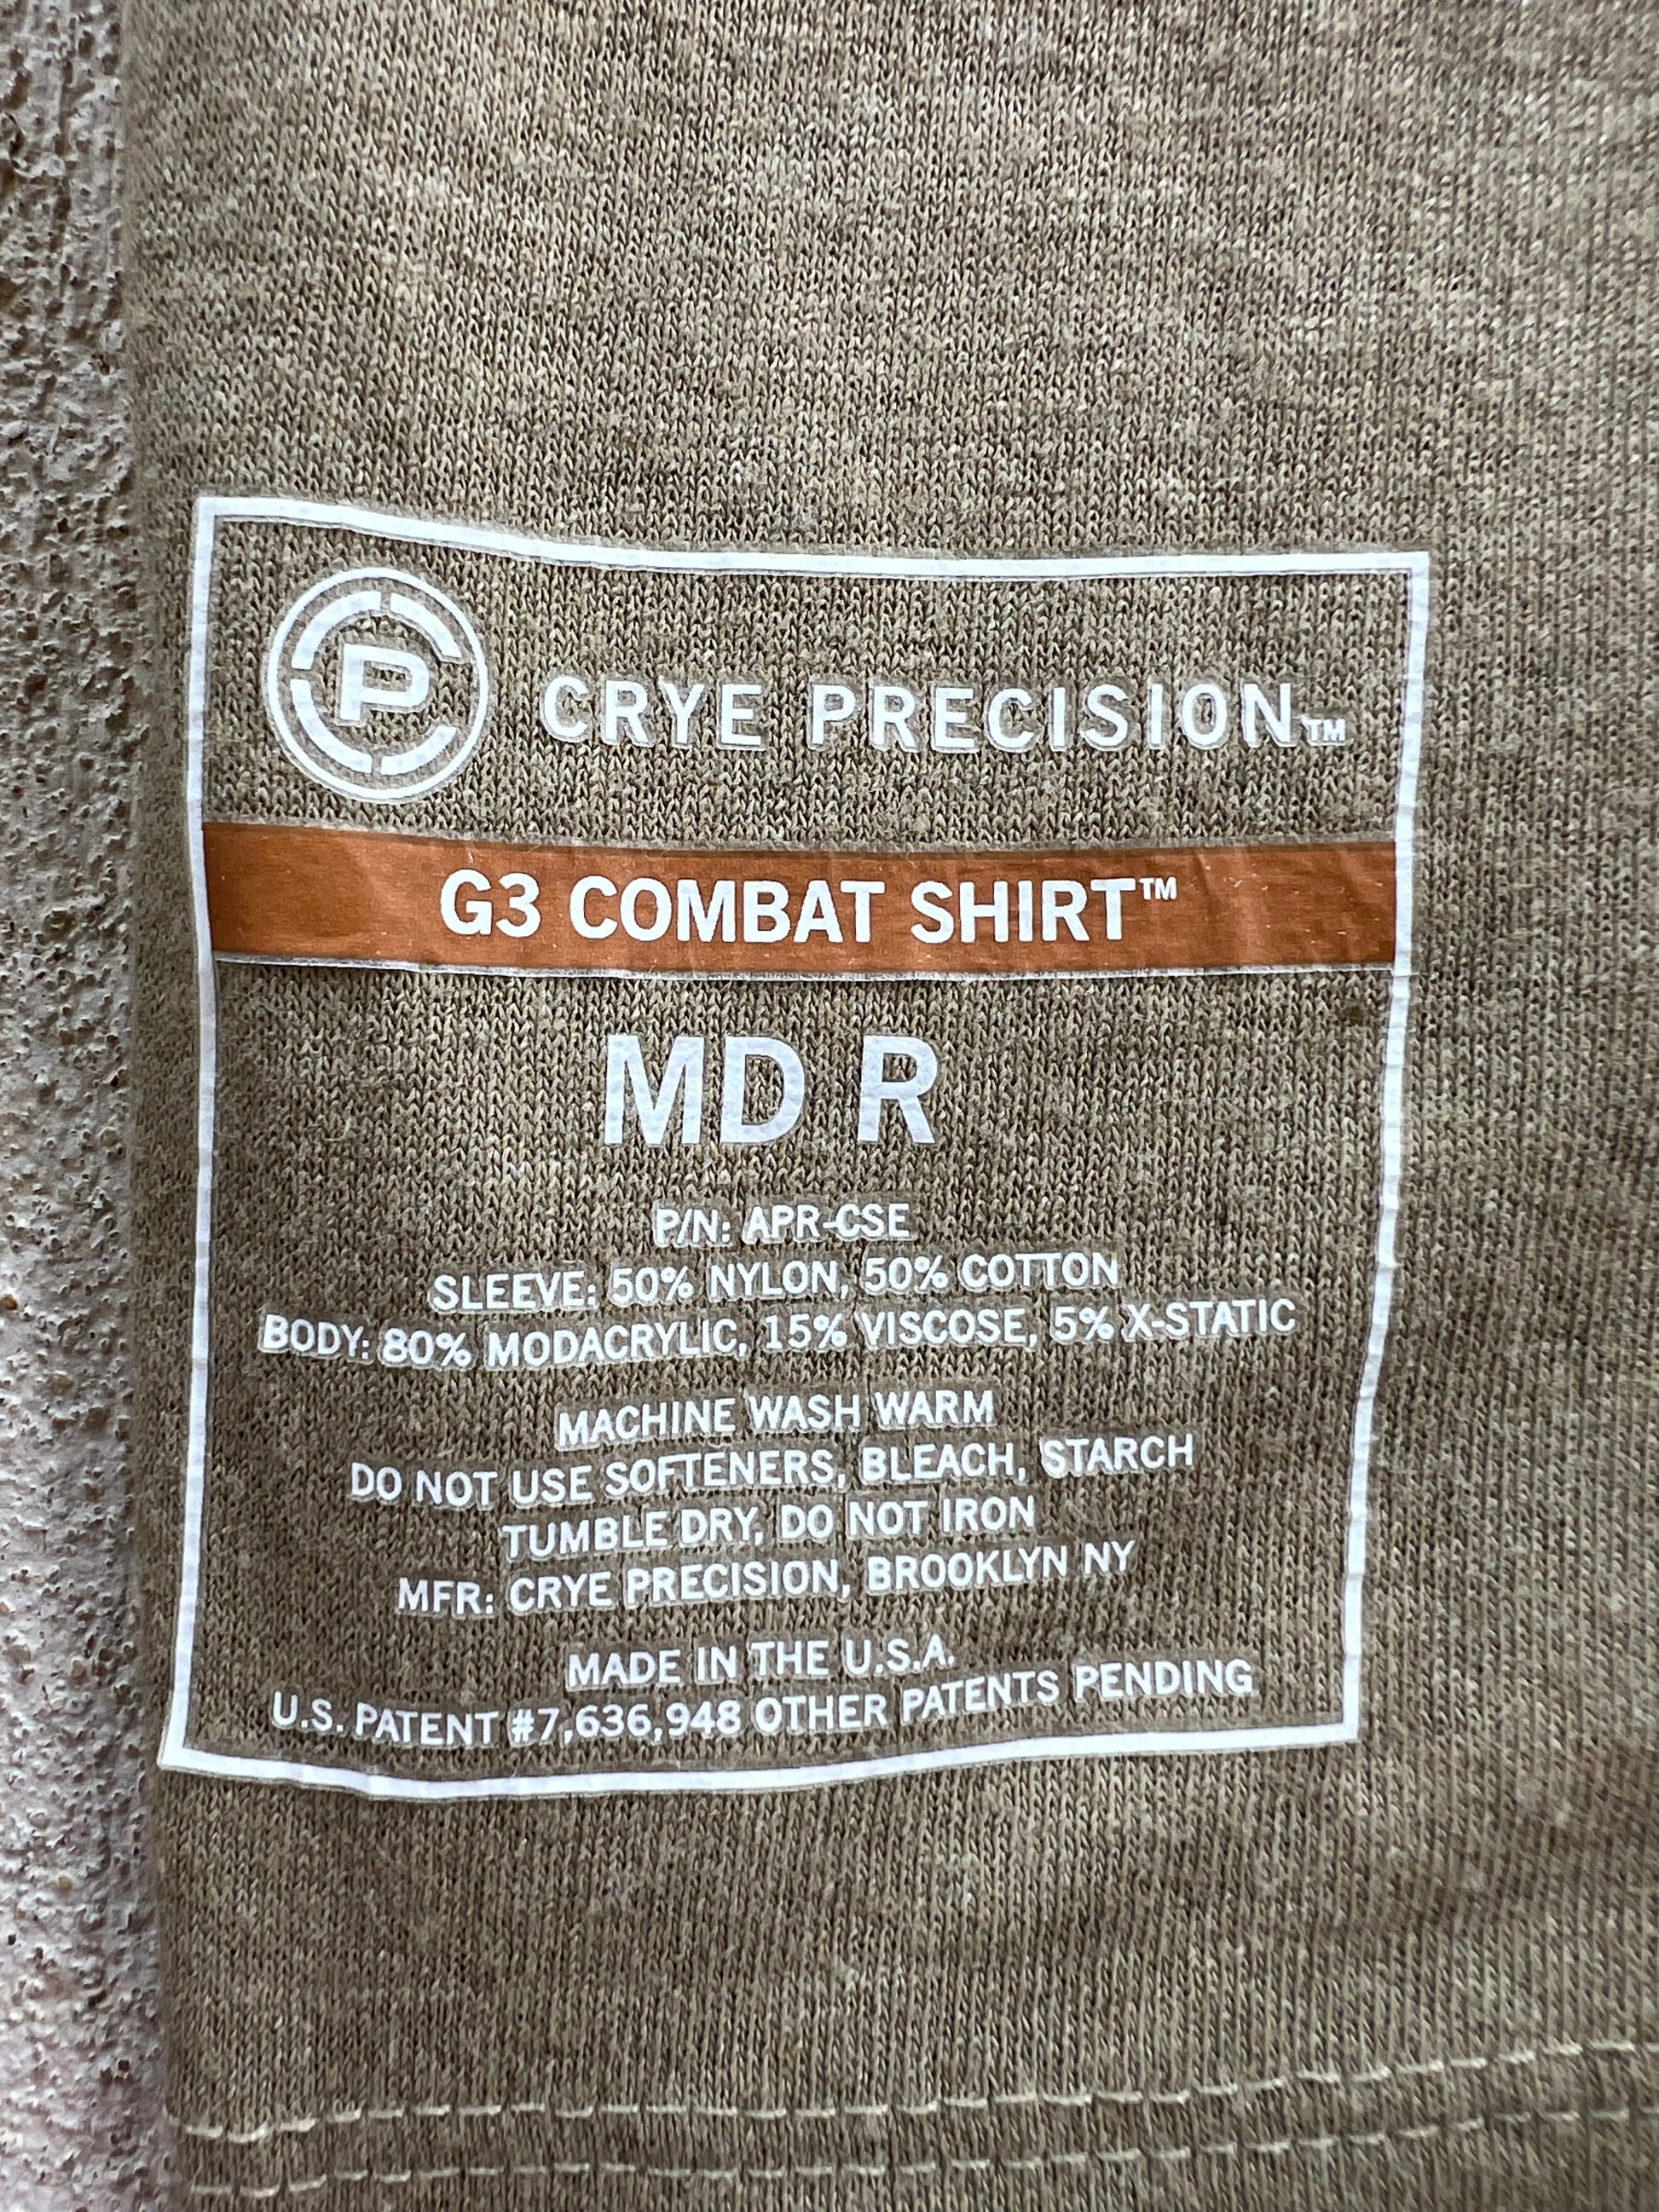 CP CRYE PRECISION™
G3 COMBAT SHIRT™
MD R
P/N: APR-CSE
SLEEVE: 50% NYLON, 50% COTTON
BODY: 80% MODACRYLIC, 15% VISCOSE, 5% X-STATIC
MACHINE WASH WARM
DO NOT USE SOFTENERS, BLEACH, STARCH
TUMBLE DRY, DO NOT IRON
MFR: CRYE PRECISION, BROOKLYN NY
MADE IN THE U.S.A.
U.S. PATENT #7,636,948 OTHER PATENTS PENDING